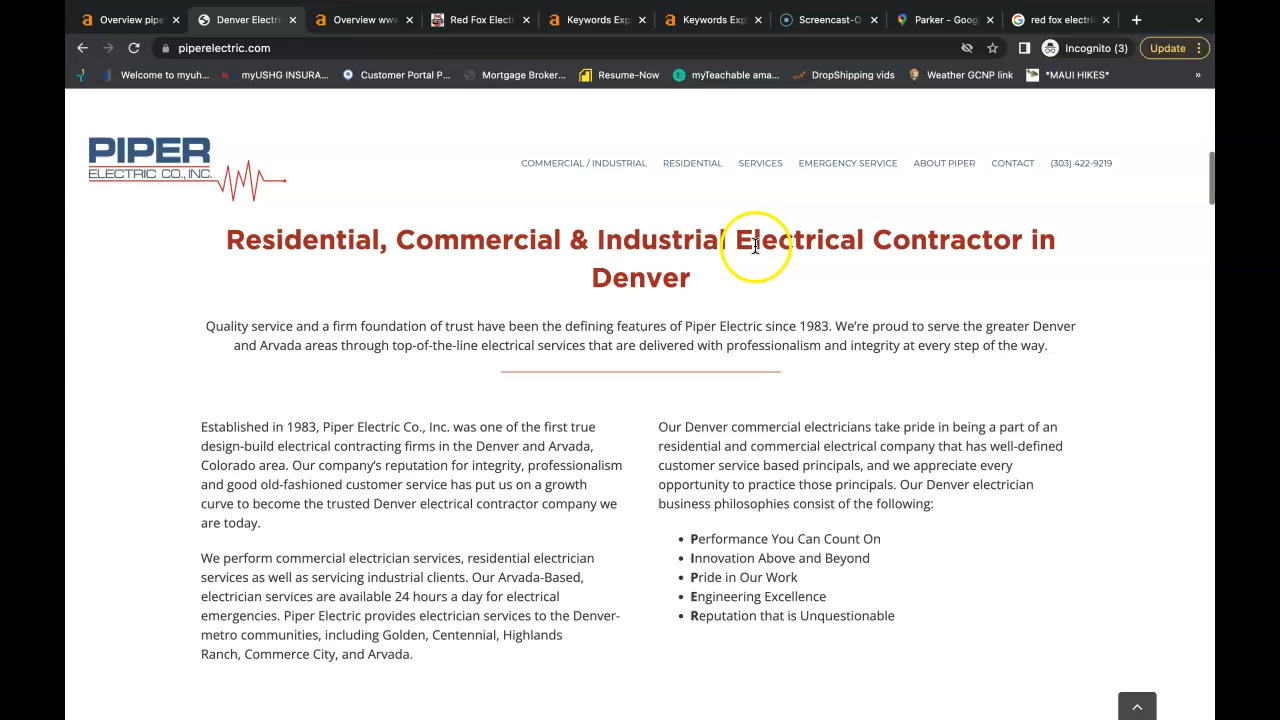 Overview pipe
Denver Electri
Overview www
Red Fox Electr
Keywords Exp
Keywords Exp
Screencast-O
Parker - Goog
red fox electri
piperelectric.com
Incognito (3)
Update
Welcome to myuh...
myUSHG INSURA...
Customer Portal P...
Mortgage Broker...
Resume-Now
myTeachable ama...
DropShipping vids
Weather GCNP link
*MAUI HIKES*
»
PIPER
ELECTRIC CO., INC.
COMMERCIAL / INDUSTRIAL
RESIDENTIAL
SERVICES
EMERGENCY SERVICE
ABOUT PIPER
CONTACT
(303) 422-9219
Residential, Commercial & Industrial Electrical Contractor in
Denver
Quality service and a firm foundation of trust have been the defining features of Piper Electric since 1983. We're proud to serve the greater Denver
and Arvada areas through top-of-the-line electrical services that are delivered with professionalism and integrity at every step of the way.
Established in 1983, Piper Electric Co., Inc. was one of the first true
design-build electrical contracting firms in the Denver and Arvada,
Colorado area. Our company's reputation for integrity, professionalism
and good old-fashioned customer service has put us on a growth
curve to become the trusted Denver electrical contractor company we
are today.
We perform commercial electrician services, residential electrician
services as well as servicing industrial clients. Our Arvada-Based,
electrician services are available 24 hours a day for electrical
emergencies. Piper Electric provides electrician services to the Denver-
metro communities, including Golden, Centennial, Highlands
Ranch, Commerce City, and Arvada.
Our Denver commercial electricians take pride in being a part of an
residential and commercial electrical company that has well-defined
customer service based principals, and we appreciate every
opportunity to practice those principals. Our Denver electrician
business philosophies consist of the following:
• Performance You Can Count On
• Innovation Above and Beyond
• Pride in Our Work
• Engineering Excellence
• Reputation that is Unquestionable